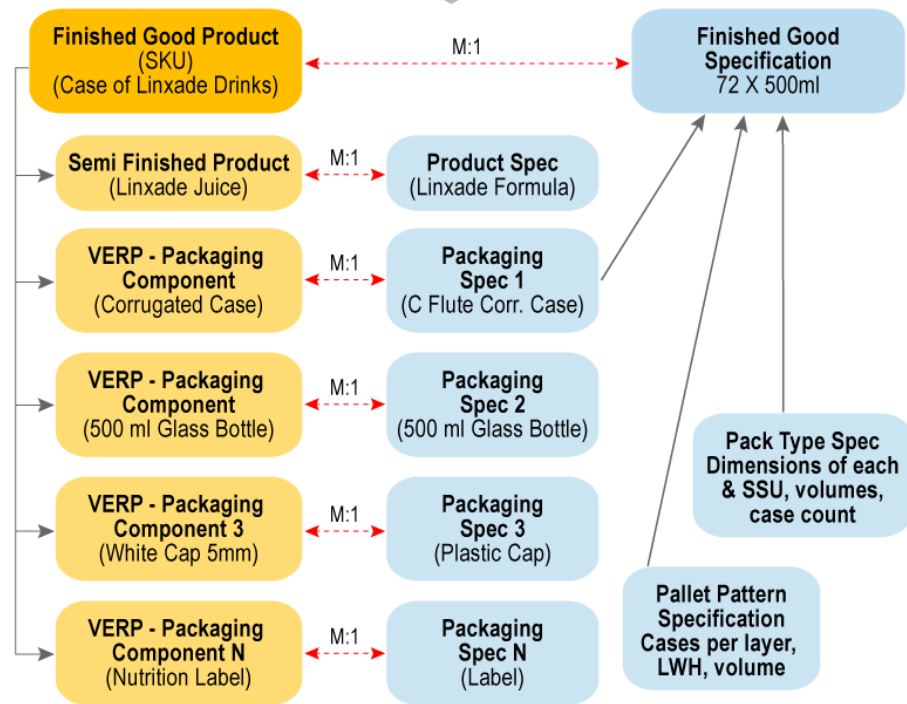 Finished Good Product
(SKU)
(Case of Linxade Drinks)
M:1
Finished Good
Specification
72 X 500ml
Semi Finished Product
(Linxade Juice)
M:1
Product Spec
(Linxade Formula)
VERP - Packaging
Component
(Corrugated Case)
M:1
Packaging
Spec 1
(C Flute Corr. Case)
VERP - Packaging
Component
(500 ml Glass Bottle)
M:1
Packaging
Spec 2
(500 ml Glass Bottle)
Pack Type Spec
Dimensions of each
& SSU, volumes,
case count
VERP - Packaging
Component 3
(White Cap 5mm)
M:1
Packaging
Spec 3
(Plastic Cap)
Pallet Pattern
Specification
Cases per layer,
LWH, volume
VERP - Packaging
Component N
(Nutrition Label)
M:1
Packaging
Spec N
(Label)